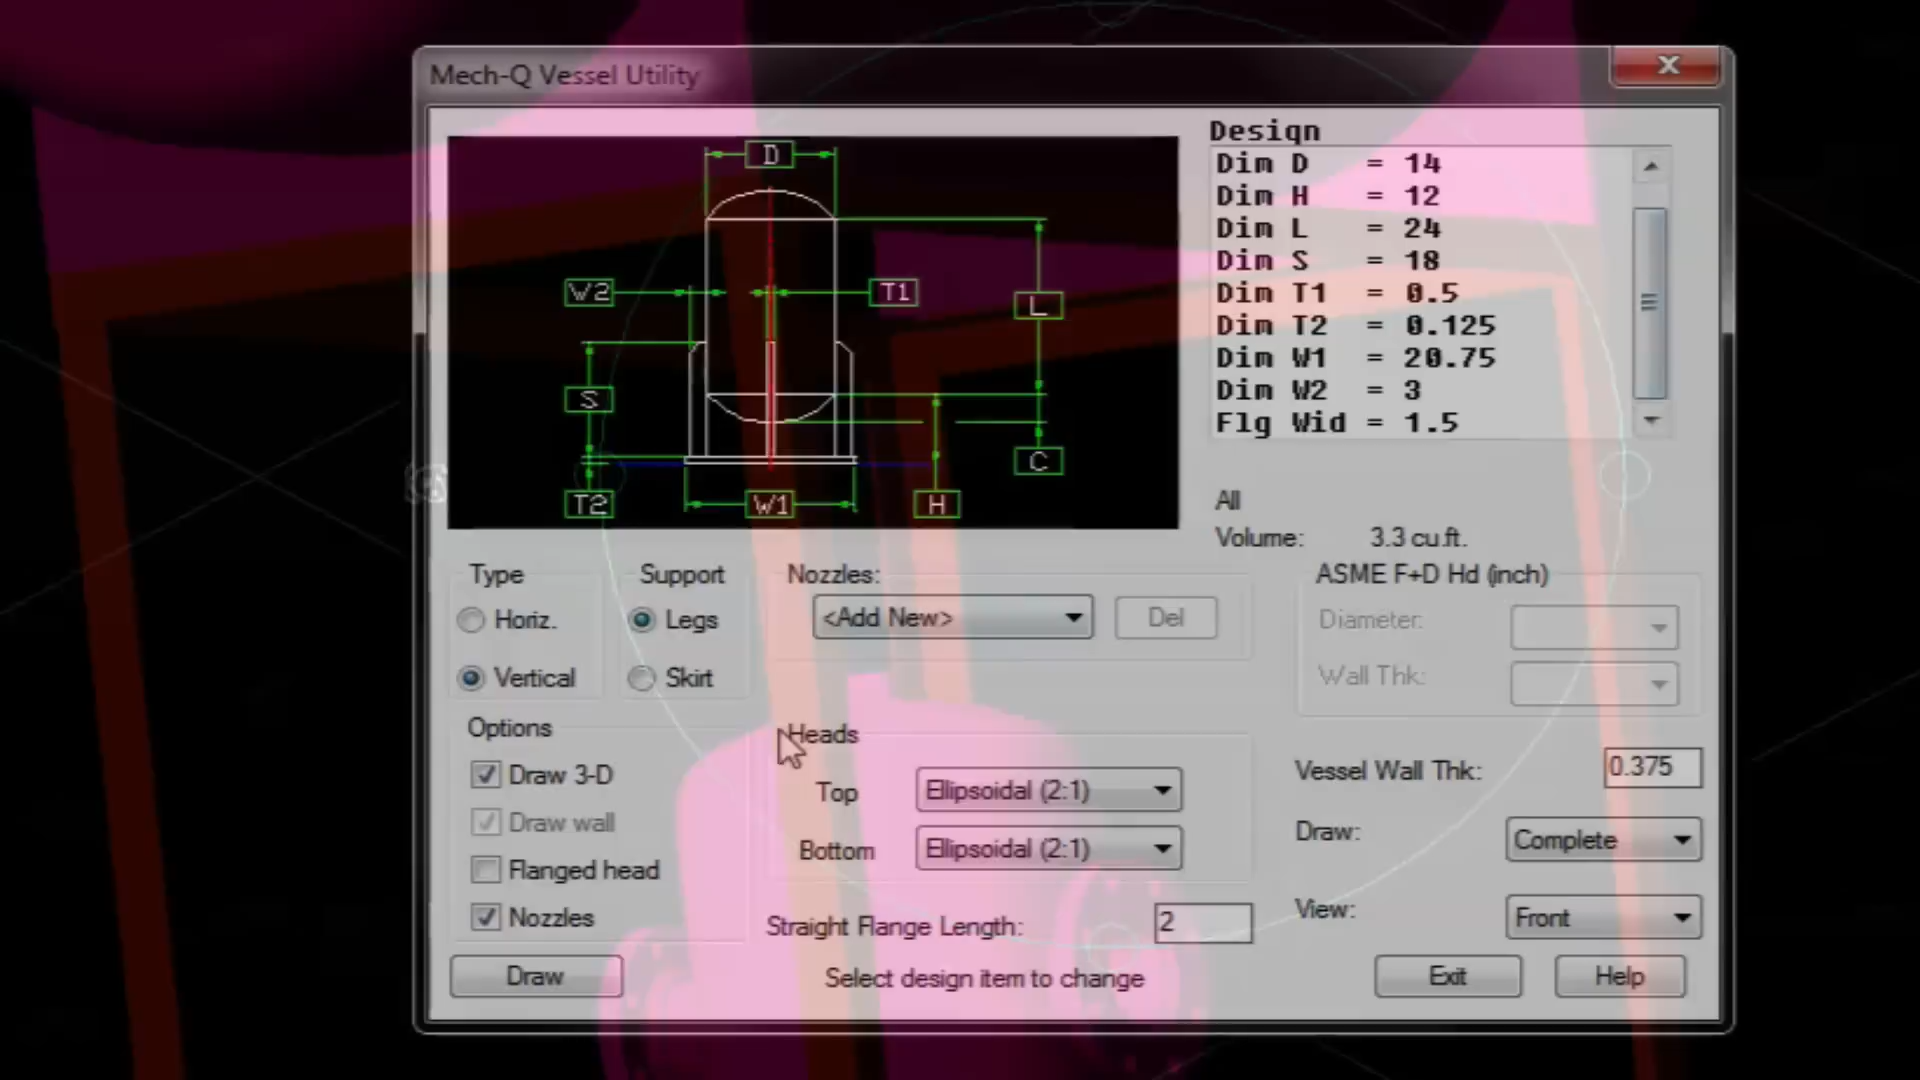 Mech-Q Vessel Utility
x
D
W2
T1
L
S
C
T2
W1
H
Design
Dim D = 14
Dim H = 12
Dim L = 24
Dim S = 18
Dim T1 = 0.5
Dim T2 = 0.125
Dim W1 = 20.75
Dim W2 = 3
Flg Wid = 1.5
All
Volume: 3.3 cu.ft.
Type
Horiz.
Vertical
Support
Legs
Skirt
Nozzles:
<Add New>
Del
ASME F+D Hd (inch)
Diameter:
Wall Thk:
Options
Draw 3-D
Draw wall
Flanged head
Nozzles
Heads
Top Ellipsoidal (2:1)
Bottom Ellipsoidal (2:1)
Straight Flange Length: 2
Vessel Wall Thk: 0.375
Draw: Complete
View: Front
Draw
Select design item to change
Exit
Help